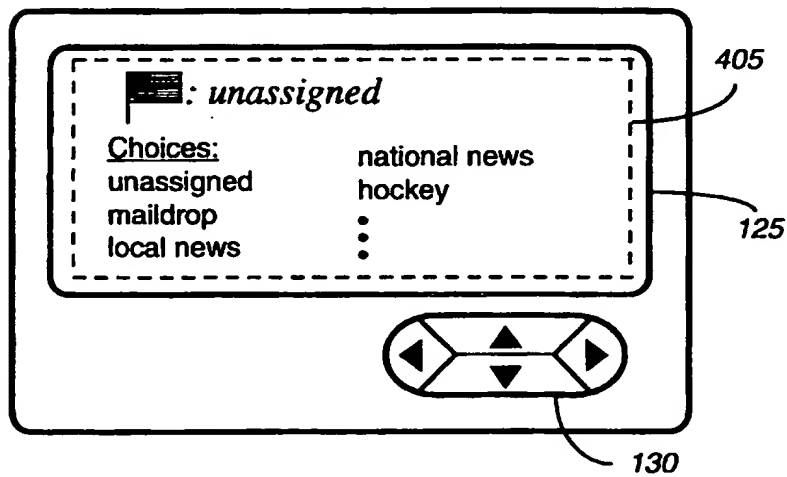 : unassigned
Choices:
unassigned
maildrop
local news
national news
hockey
405
125
130